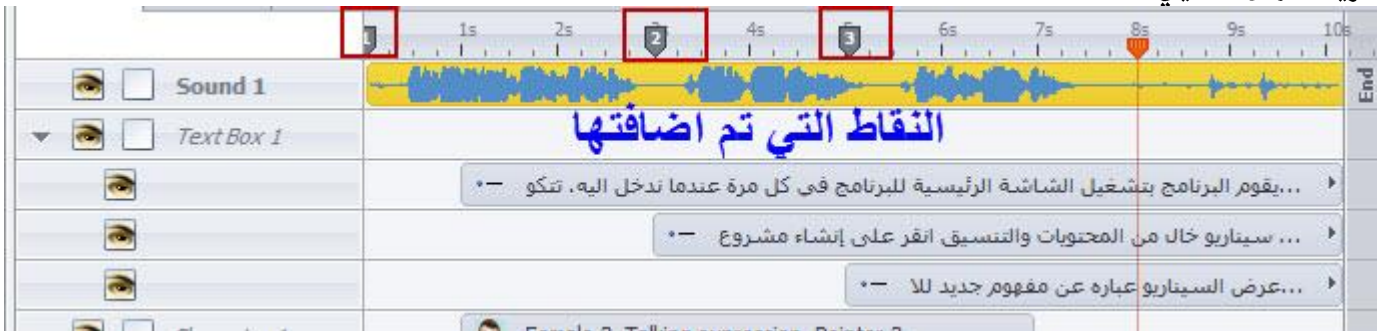 1 1s 2s 2 4s 3 6s 7s 8s 9s 10s
Sound 1
End
النقاط التي تم اضافتها
Text Box 1
...يقوم البرنامج بتشغيل الشاشة الرئيسية للبرنامج في كل مرة عندما ندخل اليه، تتكو
... سيناريو خال من المحتويات والتنسيق انقر على إنشاء مشروع
...عرض السيناريو عباره عن مفهوم جديد للا